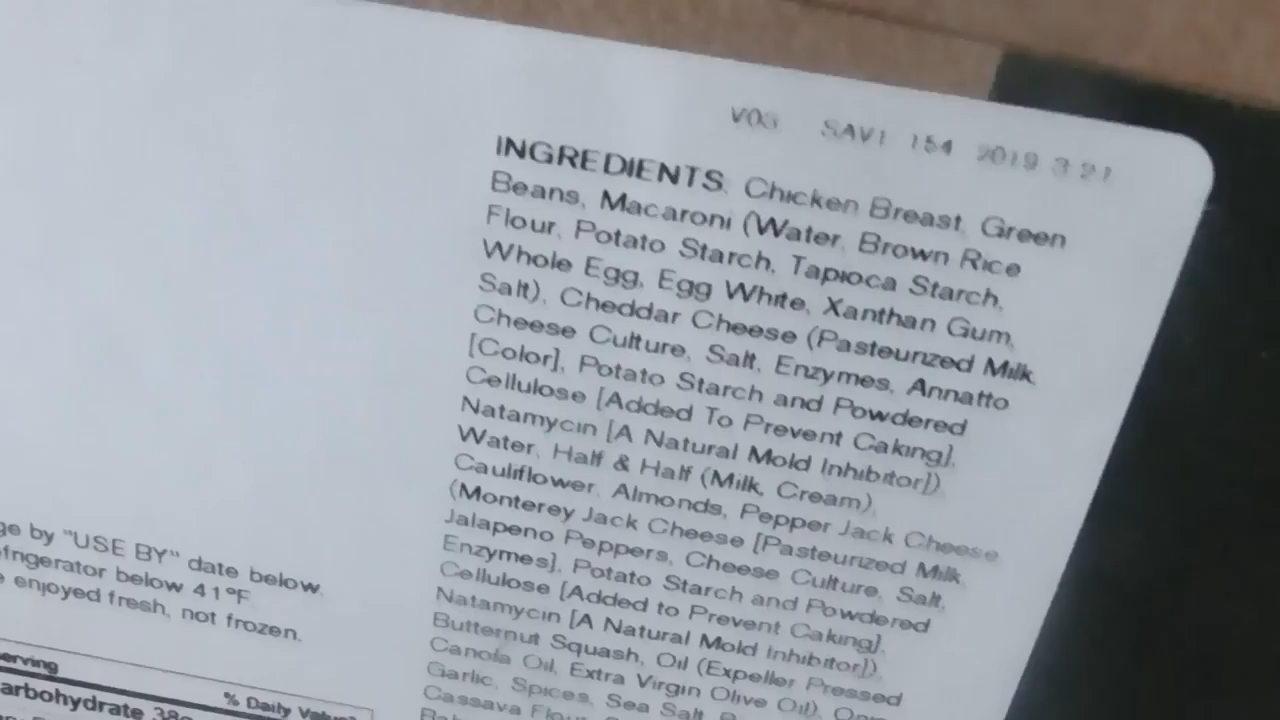 V03 SAV1 154 2019 3 21
INGREDIENTS: Chicken Breast, Green
Beans, Macaroni (Water, Brown Rice
Flour, Potato Starch, Tapioca Starch,
Whole Egg, Egg White, Xanthan Gum,
Salt), Cheddar Cheese (Pasteurized Milk,
Cheese Culture, Salt, Enzymes, Annatto
[Color], Potato Starch and Powdered
Cellulose [Added To Prevent Caking],
Natamycin [A Natural Mold Inhibitor]),
Water, Half & Half (Milk, Cream),
Cauliflower, Almonds, Pepper Jack Cheese
(Monterey Jack Cheese [Pasteurized Milk,
Jalapeno Peppers, Cheese Culture, Salt,
Enzymes], Potato Starch and Powdered
Cellulose [Added to Prevent Caking],
Natamycin [A Natural Mold Inhibitor]),
Butternut Squash, Oil (Expeller Pressed
Canola Oil, Extra Virgin Olive Oil),
Garlic, Spices, Sea Salt,
Cassava
by "USE BY" date below.
below 41°F
enjoyed fresh, not frozen.
% Daily Value*
38g